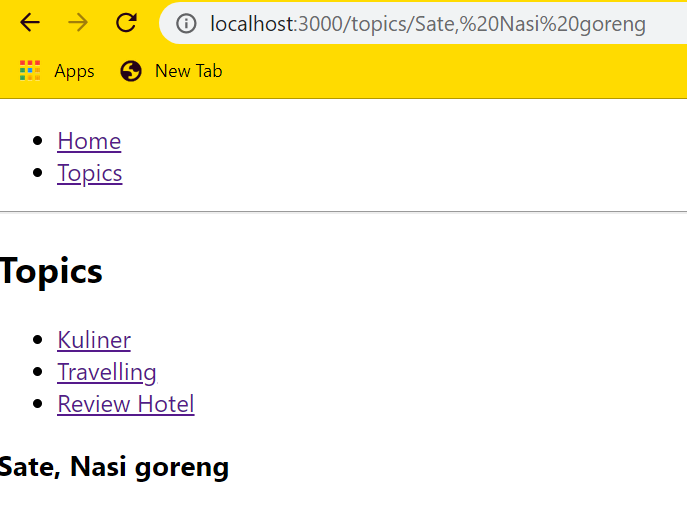 localhost:3000/topics/Sate,%20Nasi%20goreng
Apps New Tab
Home
Topics
Topics
Kuliner
Travelling
Review Hotel
Sate, Nasi goreng